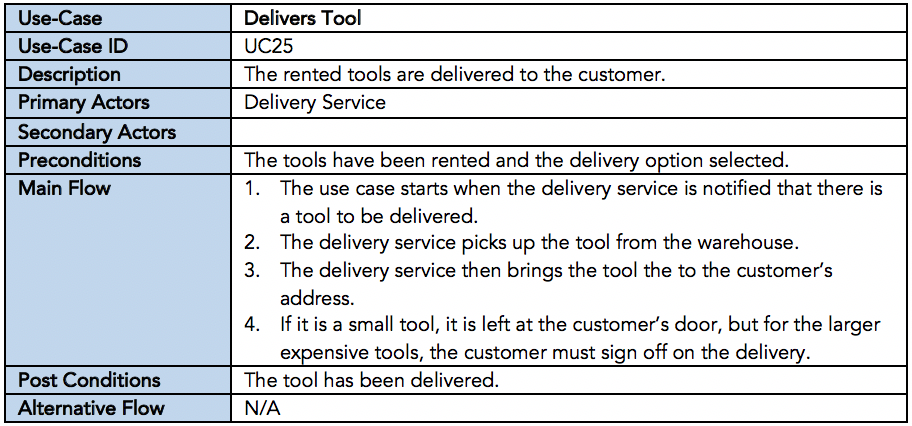 Use-Case Delivers Tool
Use-Case ID UC25
Description The rented tools are delivered to the customer.
Primary Actors Delivery Service
Secondary Actors
Preconditions The tools have been rented and the delivery option selected.
Main Flow 1. The use case starts when the delivery service is notified that there is
a tool to be delivered.
2. The delivery service picks up the tool from the warehouse.
3. The delivery service then brings the tool the to the customer’s
address.
4. If it is a small tool, it is left at the customer’s door, but for the larger
expensive tools, the customer must sign off on the delivery.
Post Conditions The tool has been delivered.
Alternative Flow N/A